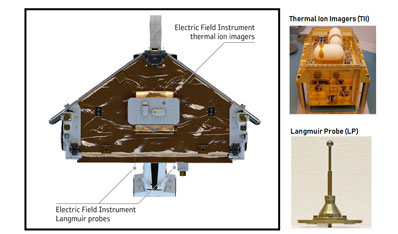 Electric Field Instrument
thermal ion imagers
Thermal Ion Imagers (TII)
Langmuir Probe (LP)
Electric Field Instrument
Langmuir probes